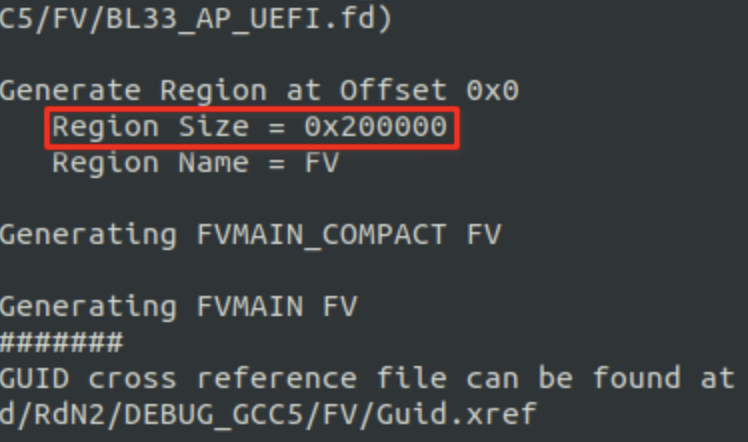 C5/FV/BL33_AP_UEFI.fd)
Generate Region at Offset 0x0
Region Size = 0x200000
Region Name = FV
Generating FVMAIN_COMPACT FV
Generating FVMAIN FV
#######
GUID cross reference file can be found at
d/RdN2/DEBUG_GCC5/FV/Guid.xref